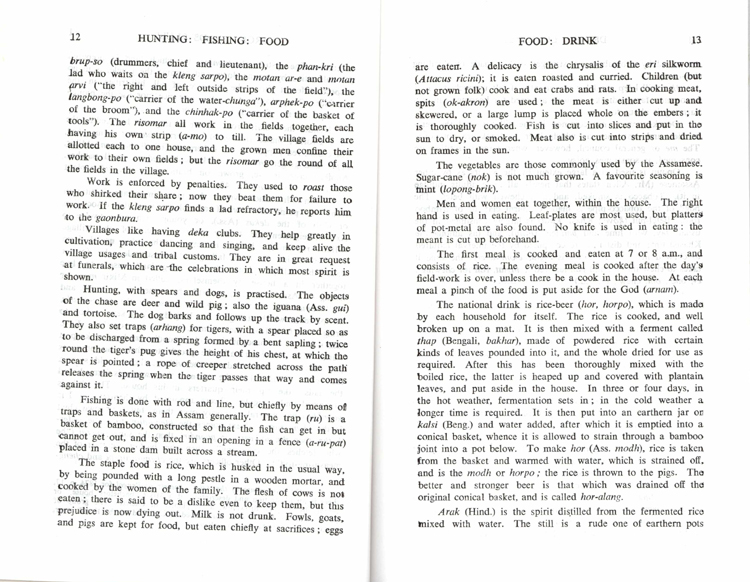 12
HUNTING: FISHING: FOOD
brup-so (drummers, chief and lieutenant), the phan-kri (the
lad who waits on the kleng sarpo), the motan ar-e and motan
arvi ("the right and left outside strips of the field"), the
langbong-po ("carrier of the water-chunga"), arphek-po ("carrier
of the broom"), and the chinhak-po ("carrier of the basket of
tools"). The risomar all work in the fields together, each
having his own strip (a-mo) to till. The village fields are
allotted each to one house, and the grown men confine their
work to their own fields; but the risomar go the round of all
the fields in the village.
Work is enforced by penalties. They used to roast those
who shirked their share; now they beat them for failure to
work. If the kleng sarpo finds a lad refractory, he reports him
to the gaonbura.
Villages like having deka clubs. They help greatly in
cultivation, practice dancing and singing, and keep alive the
village usages and tribal customs. They are in great request
at funerals, which are the celebrations in which most spirit is
shown.
Hunting, with spears and dogs, is practised. The objects
of the chase are deer and wild pig; also the iguana (Ass. gui)
and tortoise. The dog barks and follows up the track by scent.
They also set traps (arhang) for tigers, with a spear placed so as
to be discharged from a spring formed by a bent sapling; twice
round the tiger's pug gives the height of his chest, at which the
spear is pointed; a rope of creeper stretched across the path
releases the spring when the tiger passes that way and comes
against it.
Fishing is done with rod and line, but chiefly by means of
traps and baskets, as in Assam generally. The trap (ru) is a
basket of bamboo, constructed so that the fish can get in but
cannot get out, and is fixed in an opening in a fence (a-ru-pat)
placed in a stone dam built across a stream.
The staple food is rice, which is husked in the usual way,
by being pounded with a long pestle in a wooden mortar, and
cooked by the women of the family. The flesh of cows is not
eaten; there is said to be a dislike even to keep them, but this
prejudice is now dying out. Milk is not drunk. Fowls, goats,
and pigs are kept for food, but eaten chiefly at sacrifices; eggs
FOOD: DRINK
13
are eaten. A delicacy is the chrysalis of the eri silkworm
(Attacus ricini); it is eaten roasted and curried. Children (but
not grown folk) cook and eat crabs and rats. In cooking meat,
spits (ok-akron) are used; the meat is either cut up and
skewered, or a large lump is placed whole on the embers; it
is thoroughly cooked. Fish is cut into slices and put in the
sun to dry, or smoked. Meat also is cut into strips and dried
on frames in the sun.
The vegetables are those commonly used by the Assamese.
Sugar-cane (nok) is not much grown. A favourite seasoning is
mint (lopong-brik).
Men and women eat together, within the house. The right
hand is used in eating. Leaf-plates are most used, but platters
of pot-metal are also found. No knife is used in eating: the
meant is cut up beforehand.
The first meal is cooked and eaten at 7 or 8 a.m., and
consists of rice. The evening meal is cooked after the day's
field-work is over, unless there be a cook in the house. At each
meal a pinch of the food is put aside for the God (arnam).
The national drink is rice-beer (hor, horpo), which is made
by each household for itself. The rice is cooked, and well
broken up on a mat. It is then mixed with a ferment called
thap (Bengali, bakhar), made of powdered rice with certain
kinds of leaves pounded into it, and the whole dried for use as
required. After this has been thoroughly mixed with the
boiled rice, the latter is heaped up and covered with plantain
leaves, and put aside in the house. In three or four days, in
the hot weather, fermentation sets in; in the cold weather a
longer time is required. It is then put into an carthern jar or
kalsi (Beng.) and water added, after which it is emptied into a
conical basket, whence it is allowed to strain through a bamboo
joint into a pot below. To make hor (Ass. modh), rice is taken
from the basket and warmed with water, which is strained off,
and is the modh or horpo; the rice is thrown to the pigs. The
better and stronger beer is that which was drained off the
original conical basket, and is called hor-alang.
Arak (Hind.) is the spirit distilled from the fermented rice
mixed with water. The still is a rude one of earthern pots